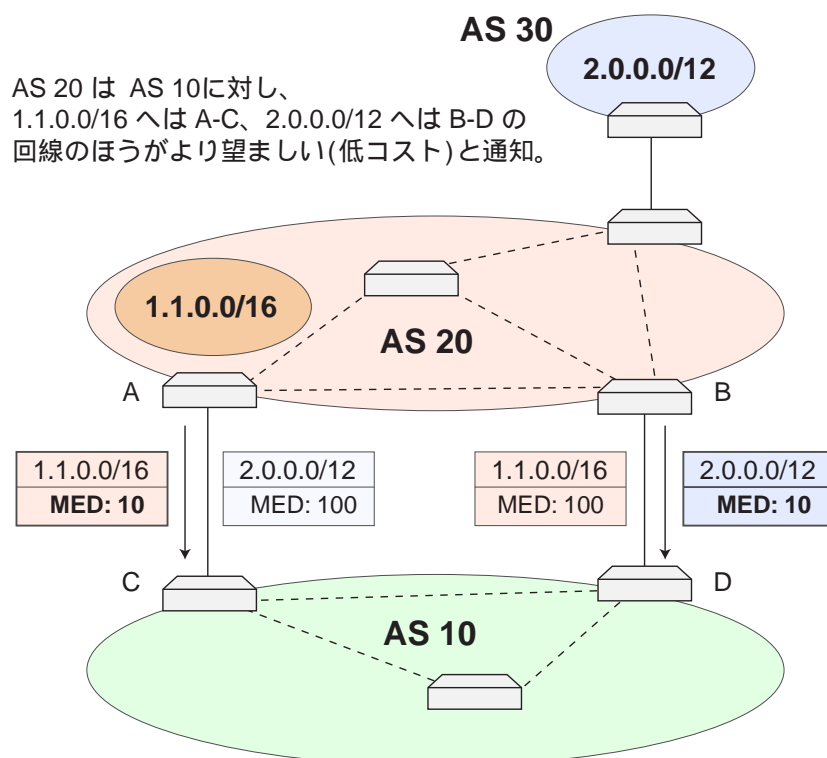 AS 30
2.0.0.0/12
AS 20 は AS 10に対し、
1.1.0.0/16 へは A-C、2.0.0.0/12 へは B-D の
回線のほうがより望ましい(低コスト)と通知。
1.1.0.0/16
AS 20
A
B
1.1.0.0/16
MED: 10
2.0.0.0/12
MED: 100
1.1.0.0/16
MED: 100
2.0.0.0/12
MED: 10
C
D
AS 10